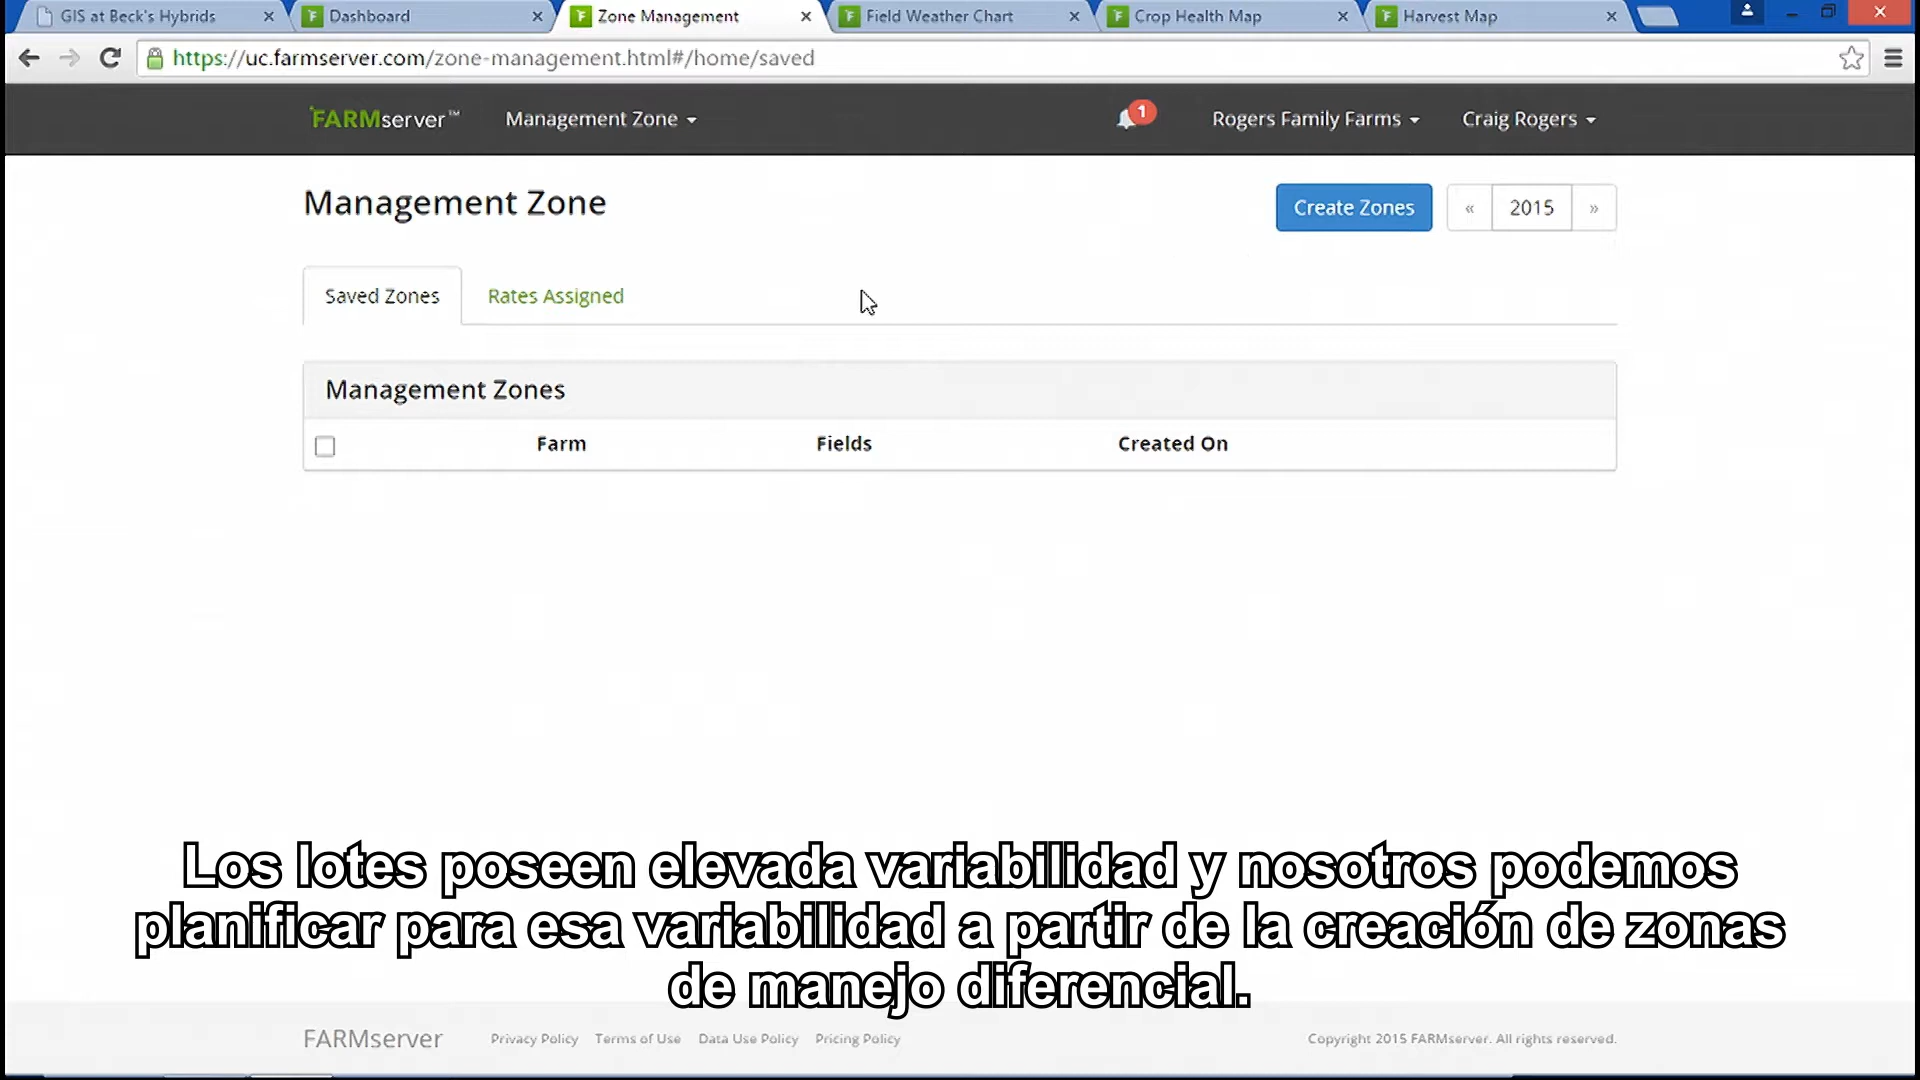 GIS at Beck's Hybrids
Dashboard
Zone Management
Field Weather Chart
Crop Health Map
Harvest Map
https://uc.farmserver.com/zone-management.html#/home/saved
FARMserver™
Management Zone
1
Rogers Family Farms
Craig Rogers
Management Zone
Create Zones
«
2015
»
Saved Zones
Rates Assigned
Management Zones
Farm
Fields
Created On
Los lotes poseen elevada variabilidad y nosotros podemos
planificar para esa variabilidad a partir de la creación de zonas
de manejo diferencial.
FARMserver
Privacy Policy
Terms of Use
Data Use Policy
Pricing Policy
Copyright 2015 FARMserver. All rights reserved.